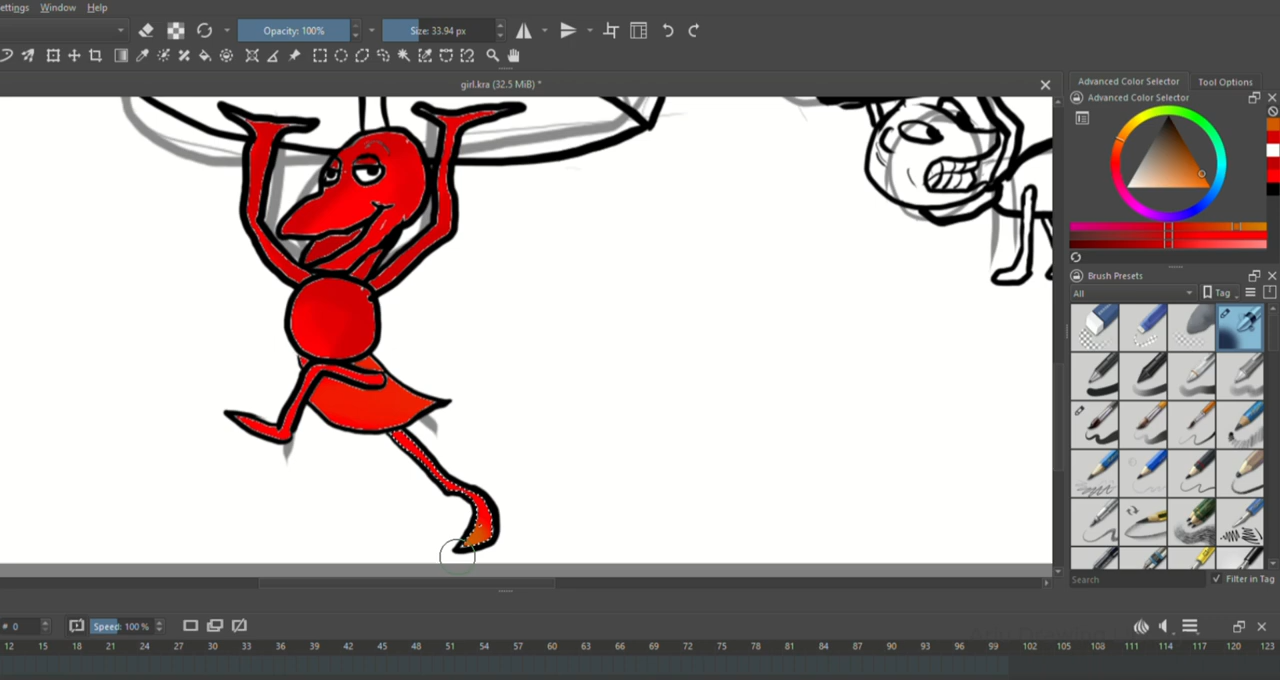 ettings Window Help
Opacity: 100% Size: 33.94 px
girl.kra (32.5 MiB) *
Advanced Color Selector Tool Options
Advanced Color Selector
Brush Presets
All Tag
Search Filter in Tag
# 0 Speed: 100 %
12 15 18 21 24 27 30 33 36 39 42 45 48 51 54 57 60 63 66 69 72 75 78 81 84 87 90 93 96 99 102 105 108 111 114 117 120 123